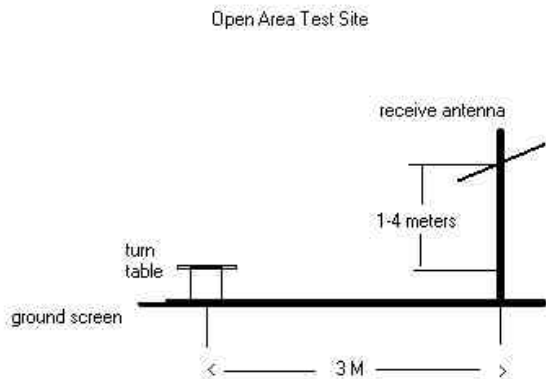 Open Area Test Site
receive antenna
1-4 meters
turn
table
ground screen
3 M